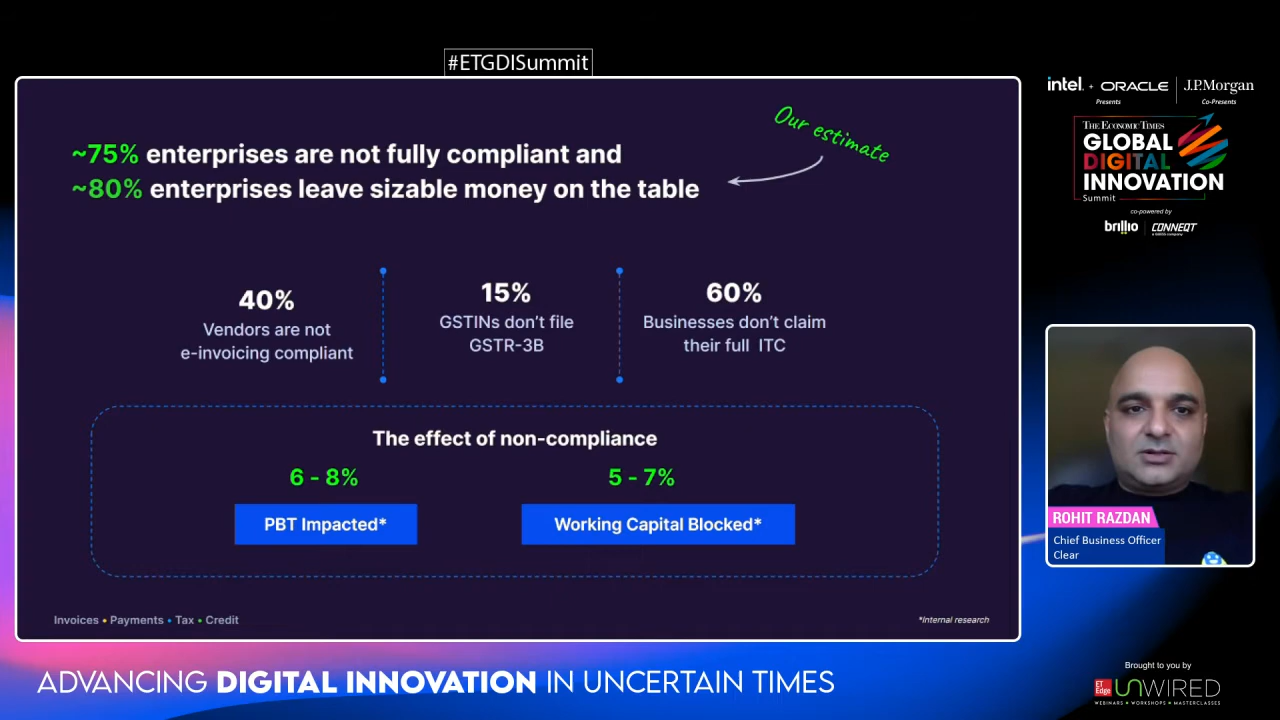 #ETGDISummit
Our estimate
~75% enterprises are not fully compliant and
~80% enterprises leave sizable money on the table
40%
Vendors are not
e-invoicing compliant
15%
GSTINs don't file
GSTR-3B
60%
Businesses don't claim
their full ITC
The effect of non-compliance
6 - 8%
PBT Impacted*
5 - 7%
Working Capital Blocked*
Invoices • Payments • Tax • Credit
*Internal research
intel. + ORACLE | J.P.Morgan
Presents
Co-Presents
THE ECONOMIC TIMES
GLOBAL
DIGITAL
INNOVATION
Summit
co-powered by
brillio | CONNEQT
ROHIT RAZDAN
Chief Business Officer
Clear
ADVANCING DIGITAL INNOVATION IN UNCERTAIN TIMES
Brought to you by
ET Edge UNWIRED
WEBINARS • WORKSHOPS • MASTERCLASSES